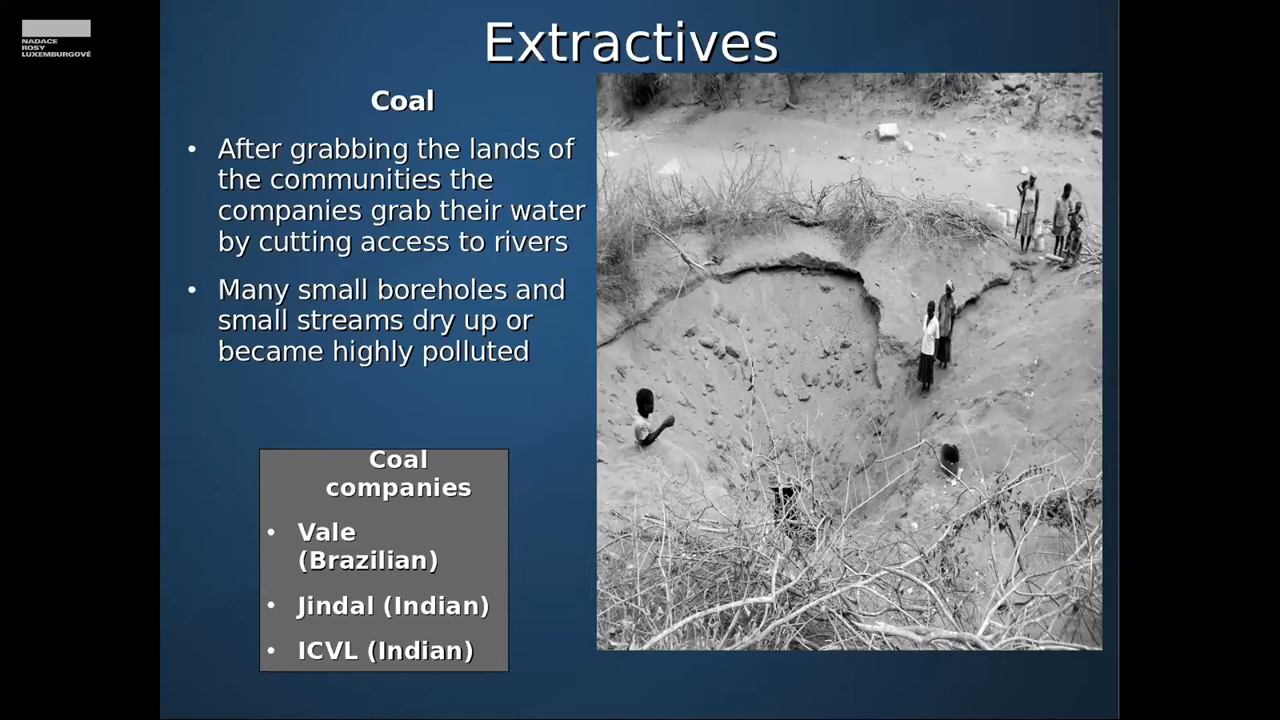 NADACE
ROSY
LUXEMBURGOVÉ
Extractives
Coal
• After grabbing the lands of
the communities the
companies grab their water
by cutting access to rivers
• Many small boreholes and
small streams dry up or
became highly polluted
Coal
companies
• Vale
(Brazilian)
• Jindal (Indian)
• ICVL (Indian)